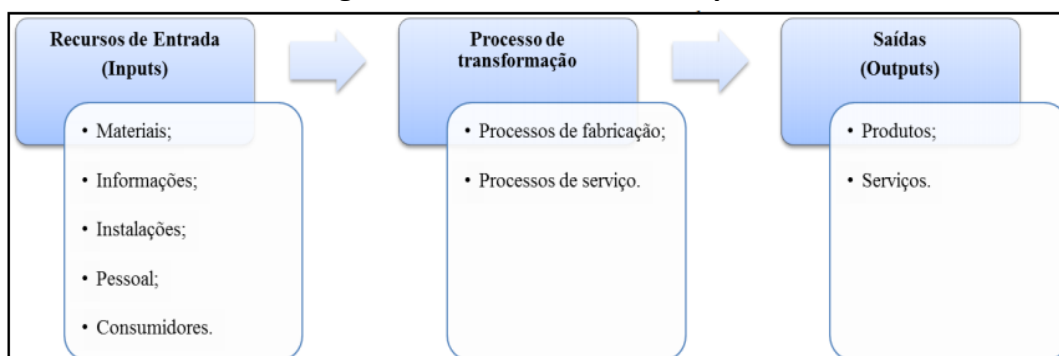 Recursos de Entrada
(Inputs)
• Materiais;
• Informações;
• Instalações;
• Pessoal;
• Consumidores.
Processo de
transformação
• Processos de fabricação;
• Processos de serviço.
Saídas
(Outputs)
• Produtos;
• Serviços.